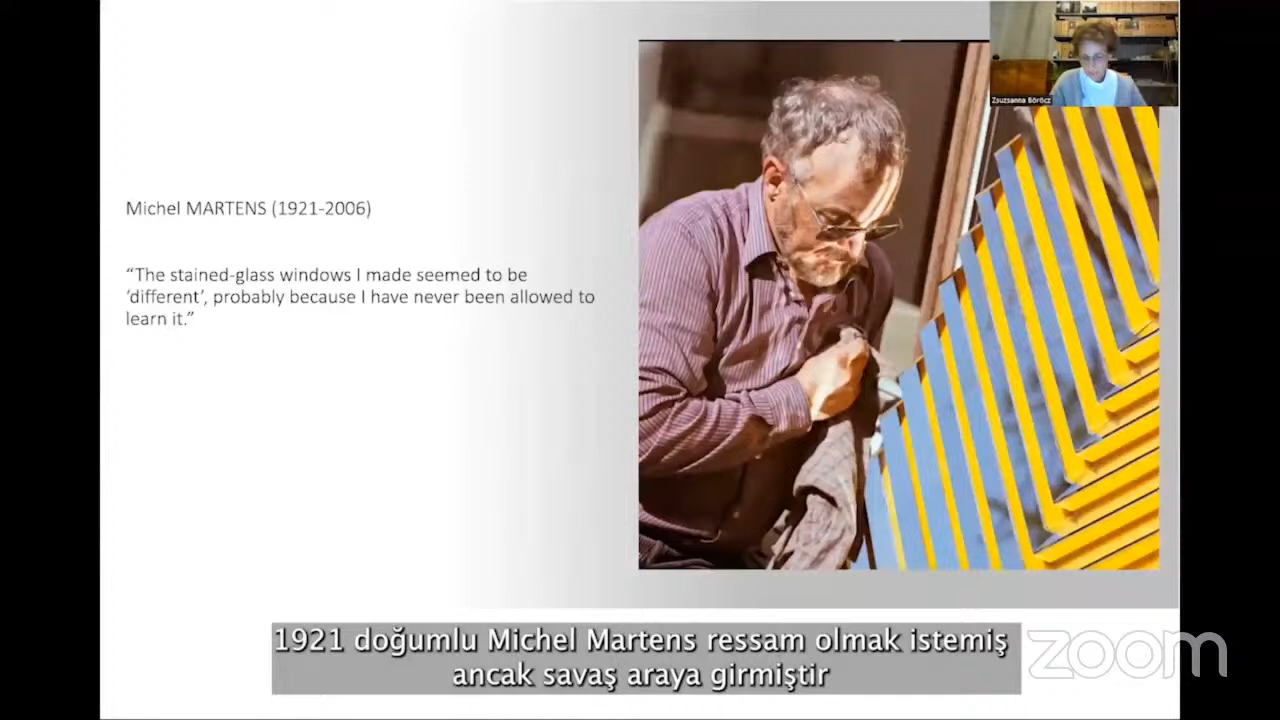 Zsuzsanna Böröcz
Michel MARTENS (1921-2006)
“The stained-glass windows I made seemed to be
‘different’, probably because I have never been allowed to
learn it.”
1921 doğumlu Michel Martens ressam olmak istemiş
ancak savaş araya girmiştir
zoom